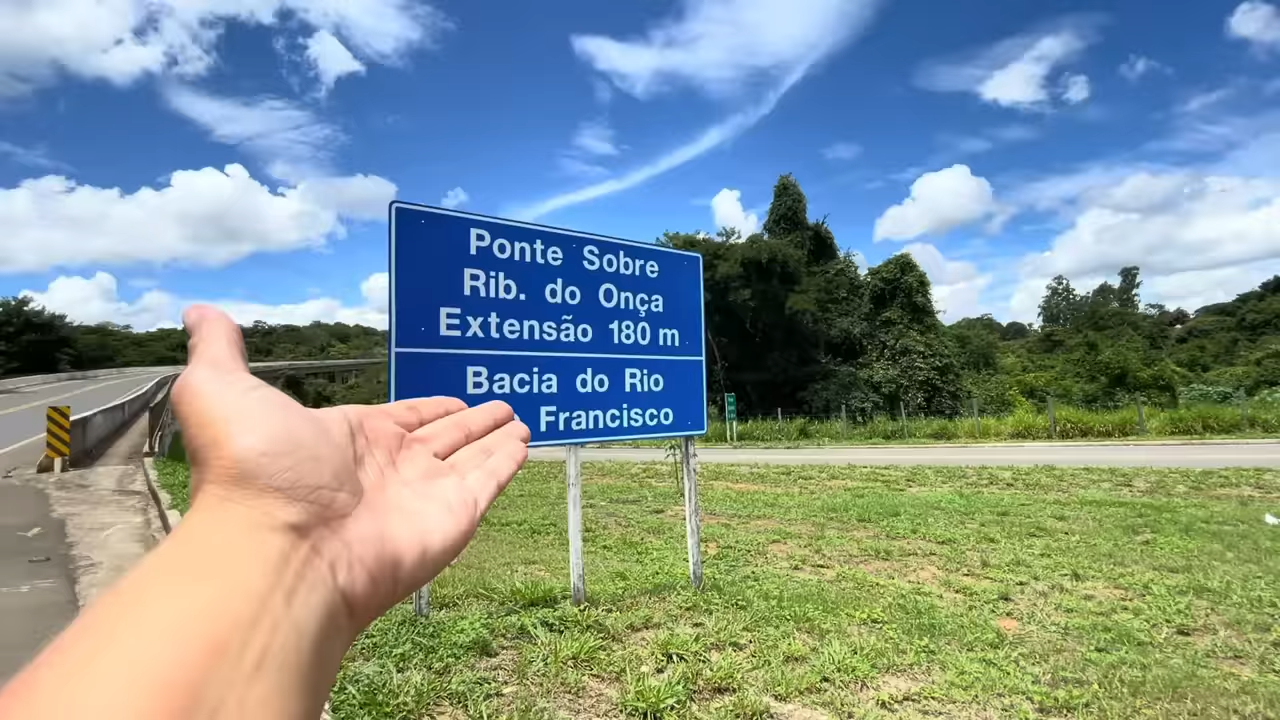 Ponte Sobre
Rib. do Onça
Extensão 180 m
Bacia do Rio
Francisco